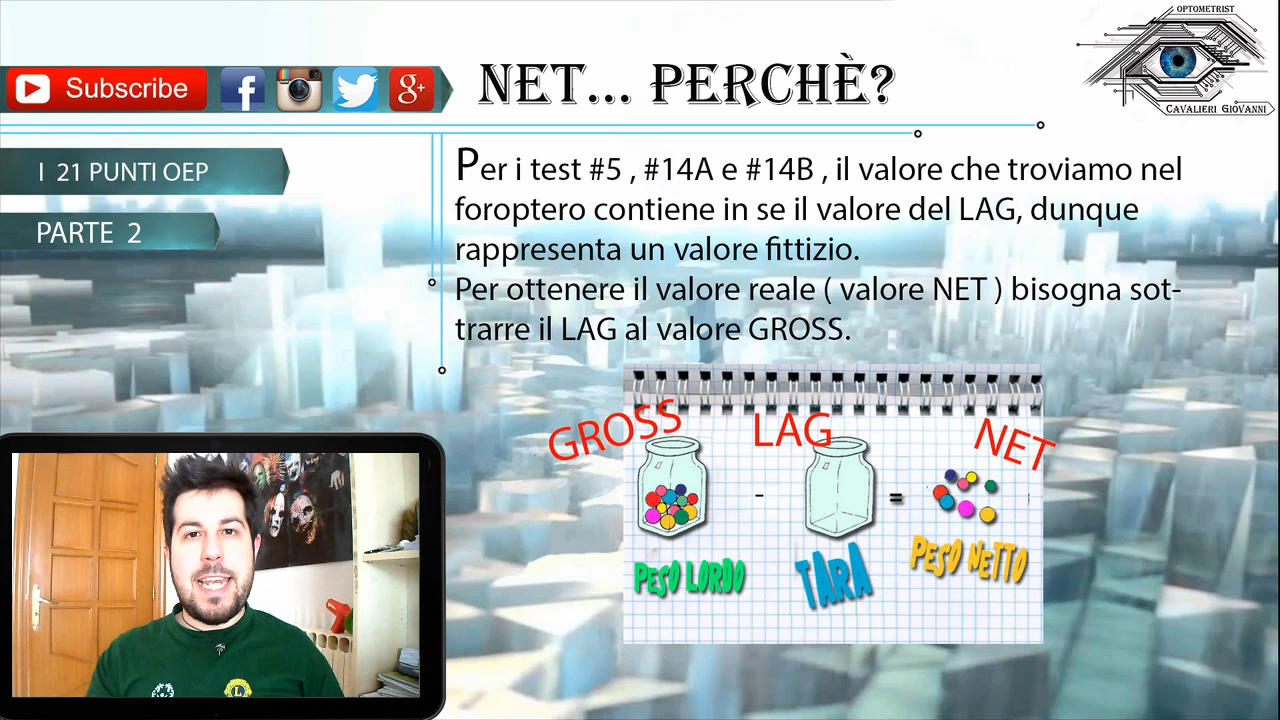 OPTOMETRIST
CAVALIERI GIOVANNI
Subscribe
f
g+
NET... PERCHÈ?
I 21 PUNTI OEP
PARTE 2
Per i test #5 , #14A e #14B , il valore che troviamo nel
foroptero contiene in se il valore del LAG, dunque
rappresenta un valore fittizio.
Per ottenere il valore reale ( valore NET ) bisogna sot-
trarre il LAG al valore GROSS.
GROSS
LAG
NET
- =
PESO LORDO
TARA
PESO NETTO
L